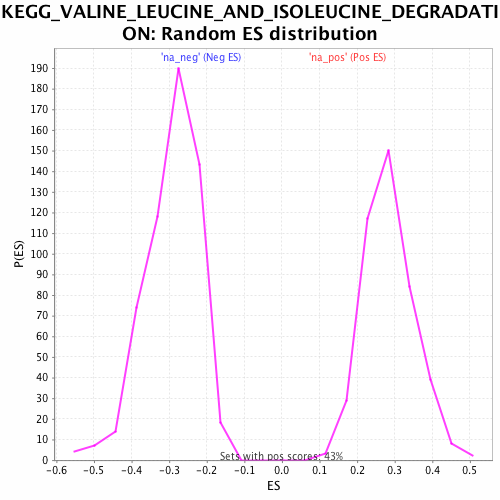 KEGG_VALINE_LEUCINE_AND_ISOLEUCINE_DEGRADATI
ON: Random ES distribution
'na_neg' (Neg ES) 'na_pos' (Pos ES)
190
180
170
160
150
140
130
120
110
100
90
80
70
60
50
40
30
20
10
0
P(ES)
Sets with pos scores: 43%
-0.6 -0.5 -0.4 -0.3 -0.2 -0.1 0.0 0.1 0.2 0.3 0.4 0.5
ES